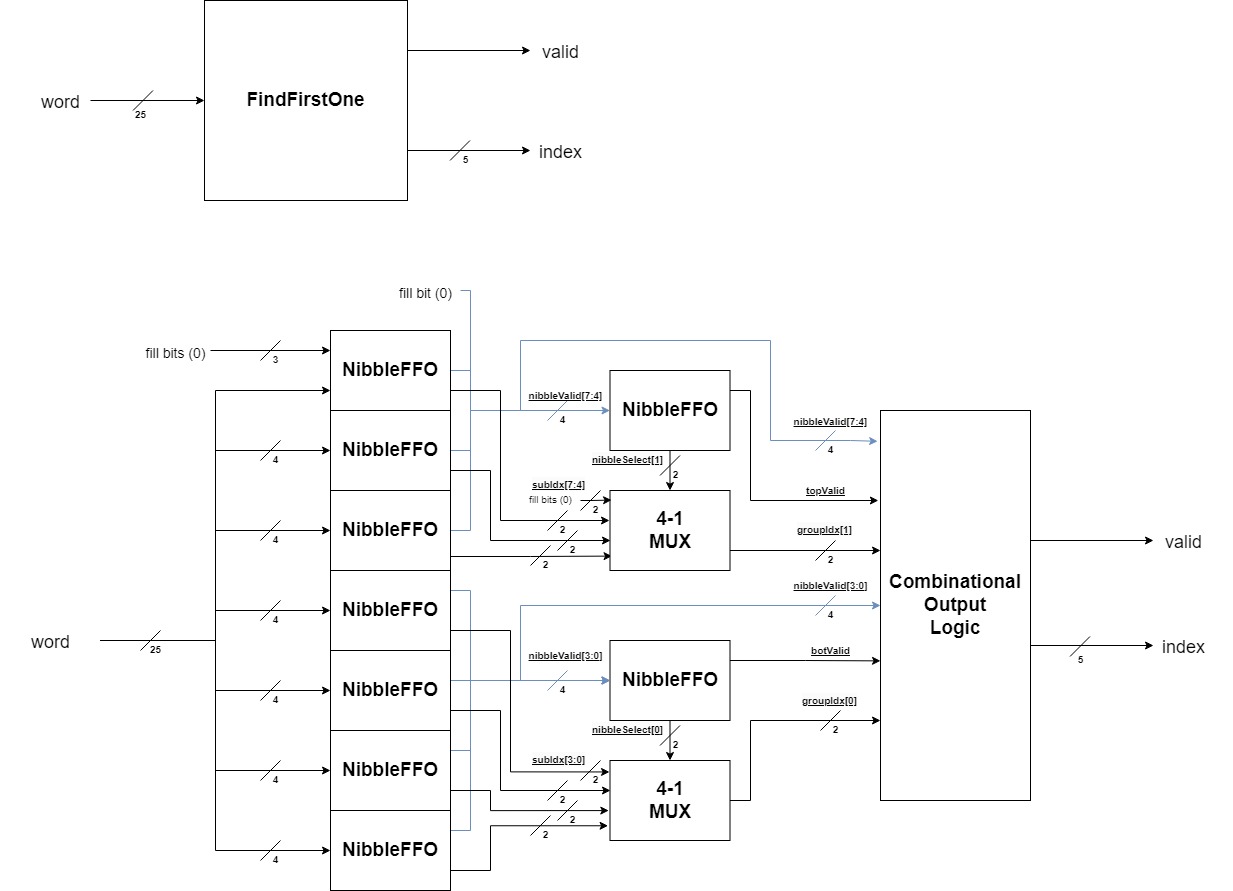 valid
word
25
FindFirstOne
5
index
fill bit (0)
fill bits (0)
3
NibbleFFO
nibbleValid[7:4]
4
NibbleFFO
nibbleValid[7:4]
4
4
NibbleFFO
nibbleSelect[1]
2
subIdx[7:4]
fill bits (0)
2
topValid
4
NibbleFFO
2
2
2
4-1
MUX
groupIdx[1]
2
valid
4
NibbleFFO
nibbleValid[3:0]
4
Combinational
Output
Logic
word
25
nibbleValid[3:0]
4
NibbleFFO
botValid
5
index
4
NibbleFFO
groupIdx[0]
2
nibbleSelect[0]
2
4
NibbleFFO
subIdx[3:0]
2
2
2
2
4-1
MUX
4
NibbleFFO